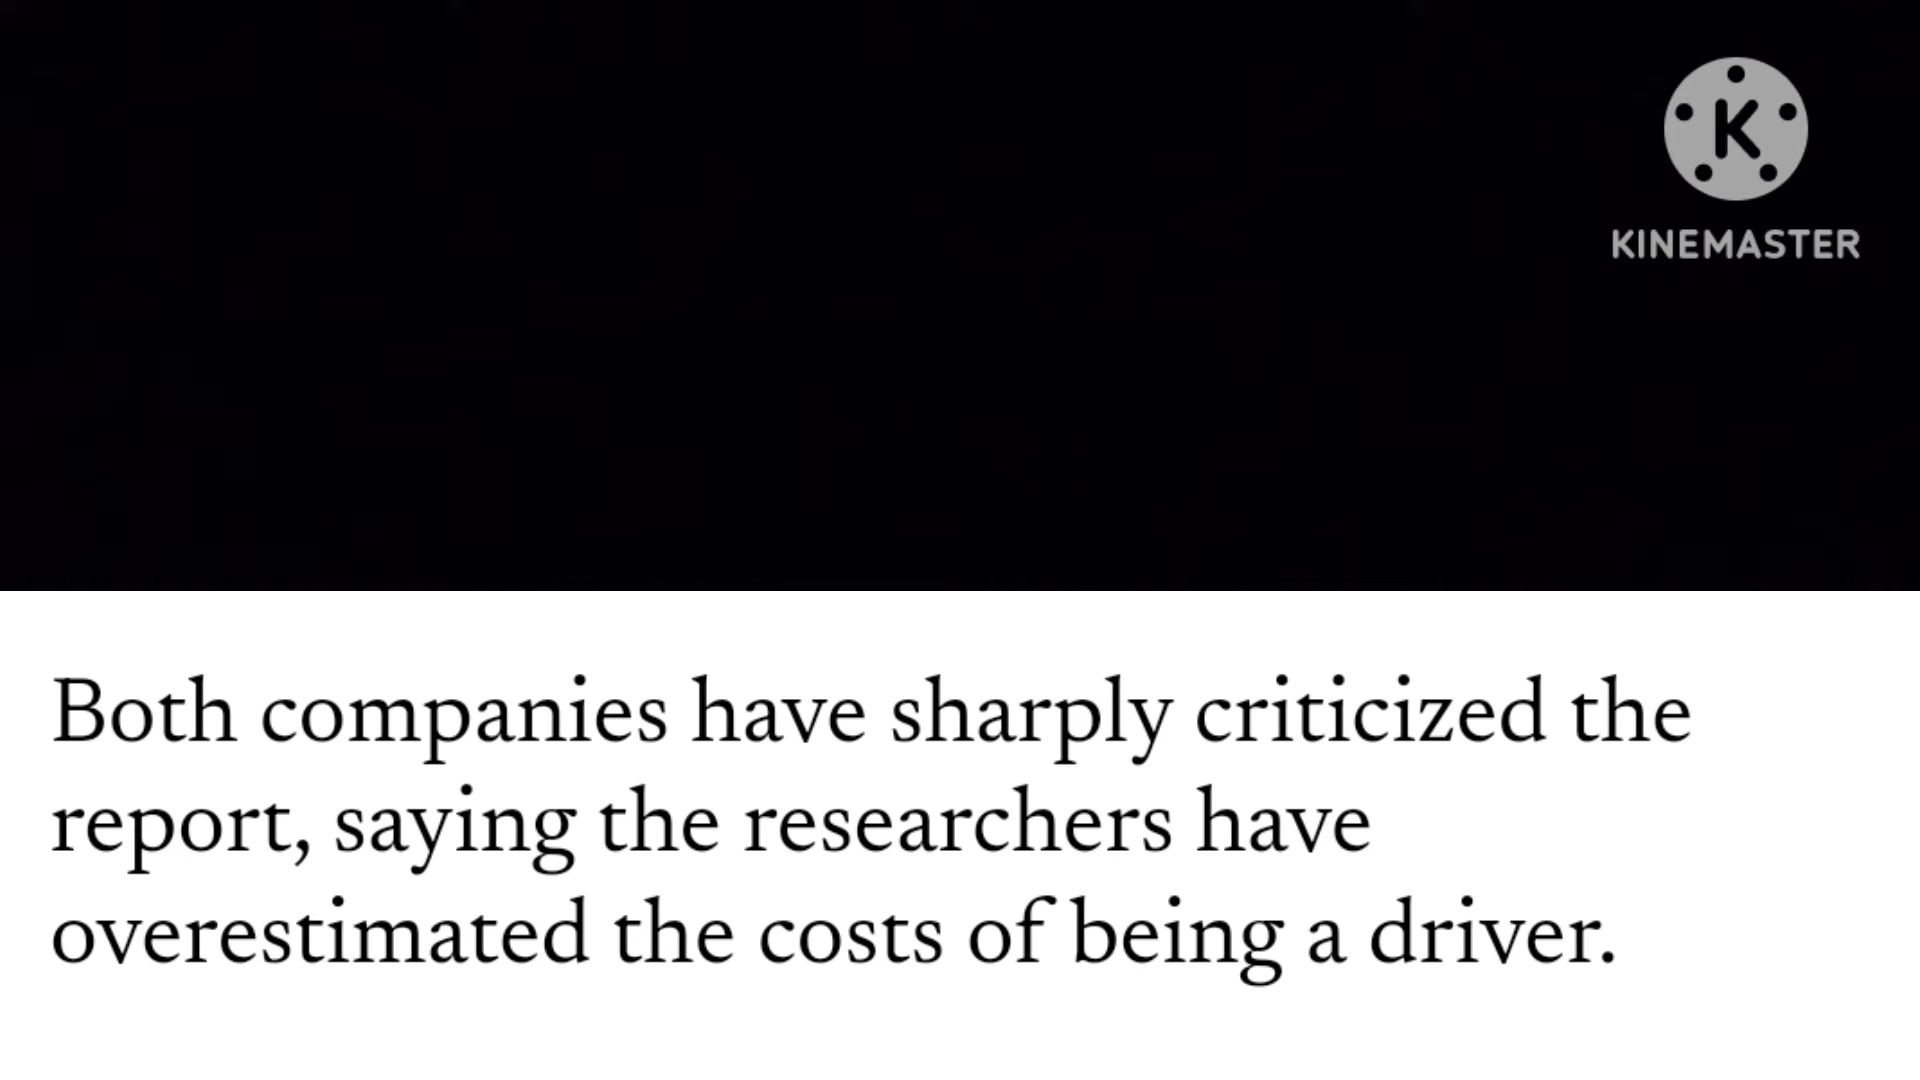 K
KINEMASTER
Both companies have sharply criticized the
report, saying the researchers have
overestimated the costs of being a driver.